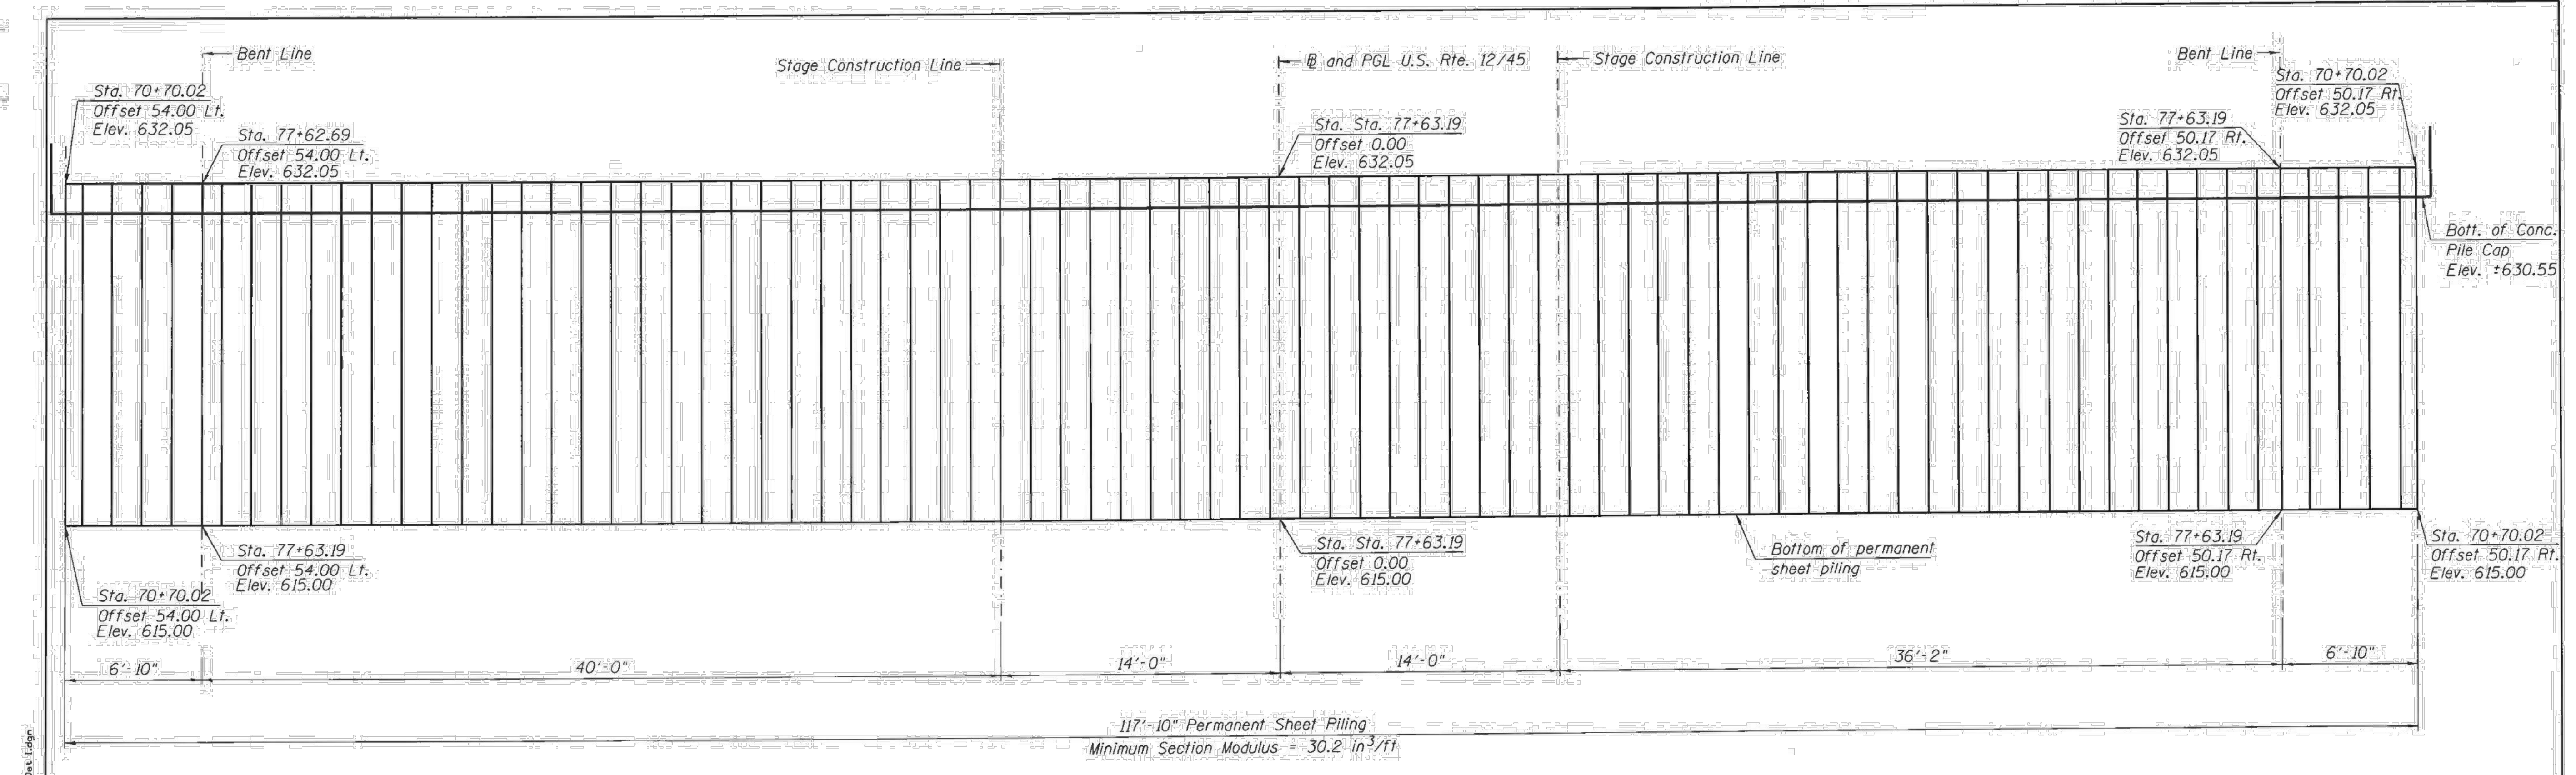 Bent Line
Stage Construction Line
℄ and PGL U.S. Rte. 12/45
Stage Construction Line
Bent Line
Sta. 70+70.02
Offset 54.00 Lt.
Elev. 632.05
Sta. 77+62.69
Offset 54.00 Lt.
Elev. 632.05
Sta. Sta. 77+63.19
Offset 0.00
Elev. 632.05
Sta. 77+63.19
Offset 50.17 Rt.
Elev. 632.05
Sta. 70+70.02
Offset 50.17 Rt.
Elev. 632.05
Bott. of Conc.
Pile Cap
Elev. ±630.55
Sta. 70+70.02
Offset 54.00 Lt.
Elev. 615.00
Sta. 77+63.19
Offset 54.00 Lt.
Elev. 615.00
Sta. Sta. 77+63.19
Offset 0.00
Elev. 615.00
Bottom of permanent
sheet piling
Sta. 77+63.19
Offset 50.17 Rt.
Elev. 615.00
Sta. 70+70.02
Offset 50.17 Rt.
Elev. 615.00
6'-10"
40'-0"
14'-0"
14'-0"
36'-2"
6'-10"
117'-10" Permanent Sheet Piling
Minimum Section Modulus = 30.2 in³/ft
Det 1.dgn